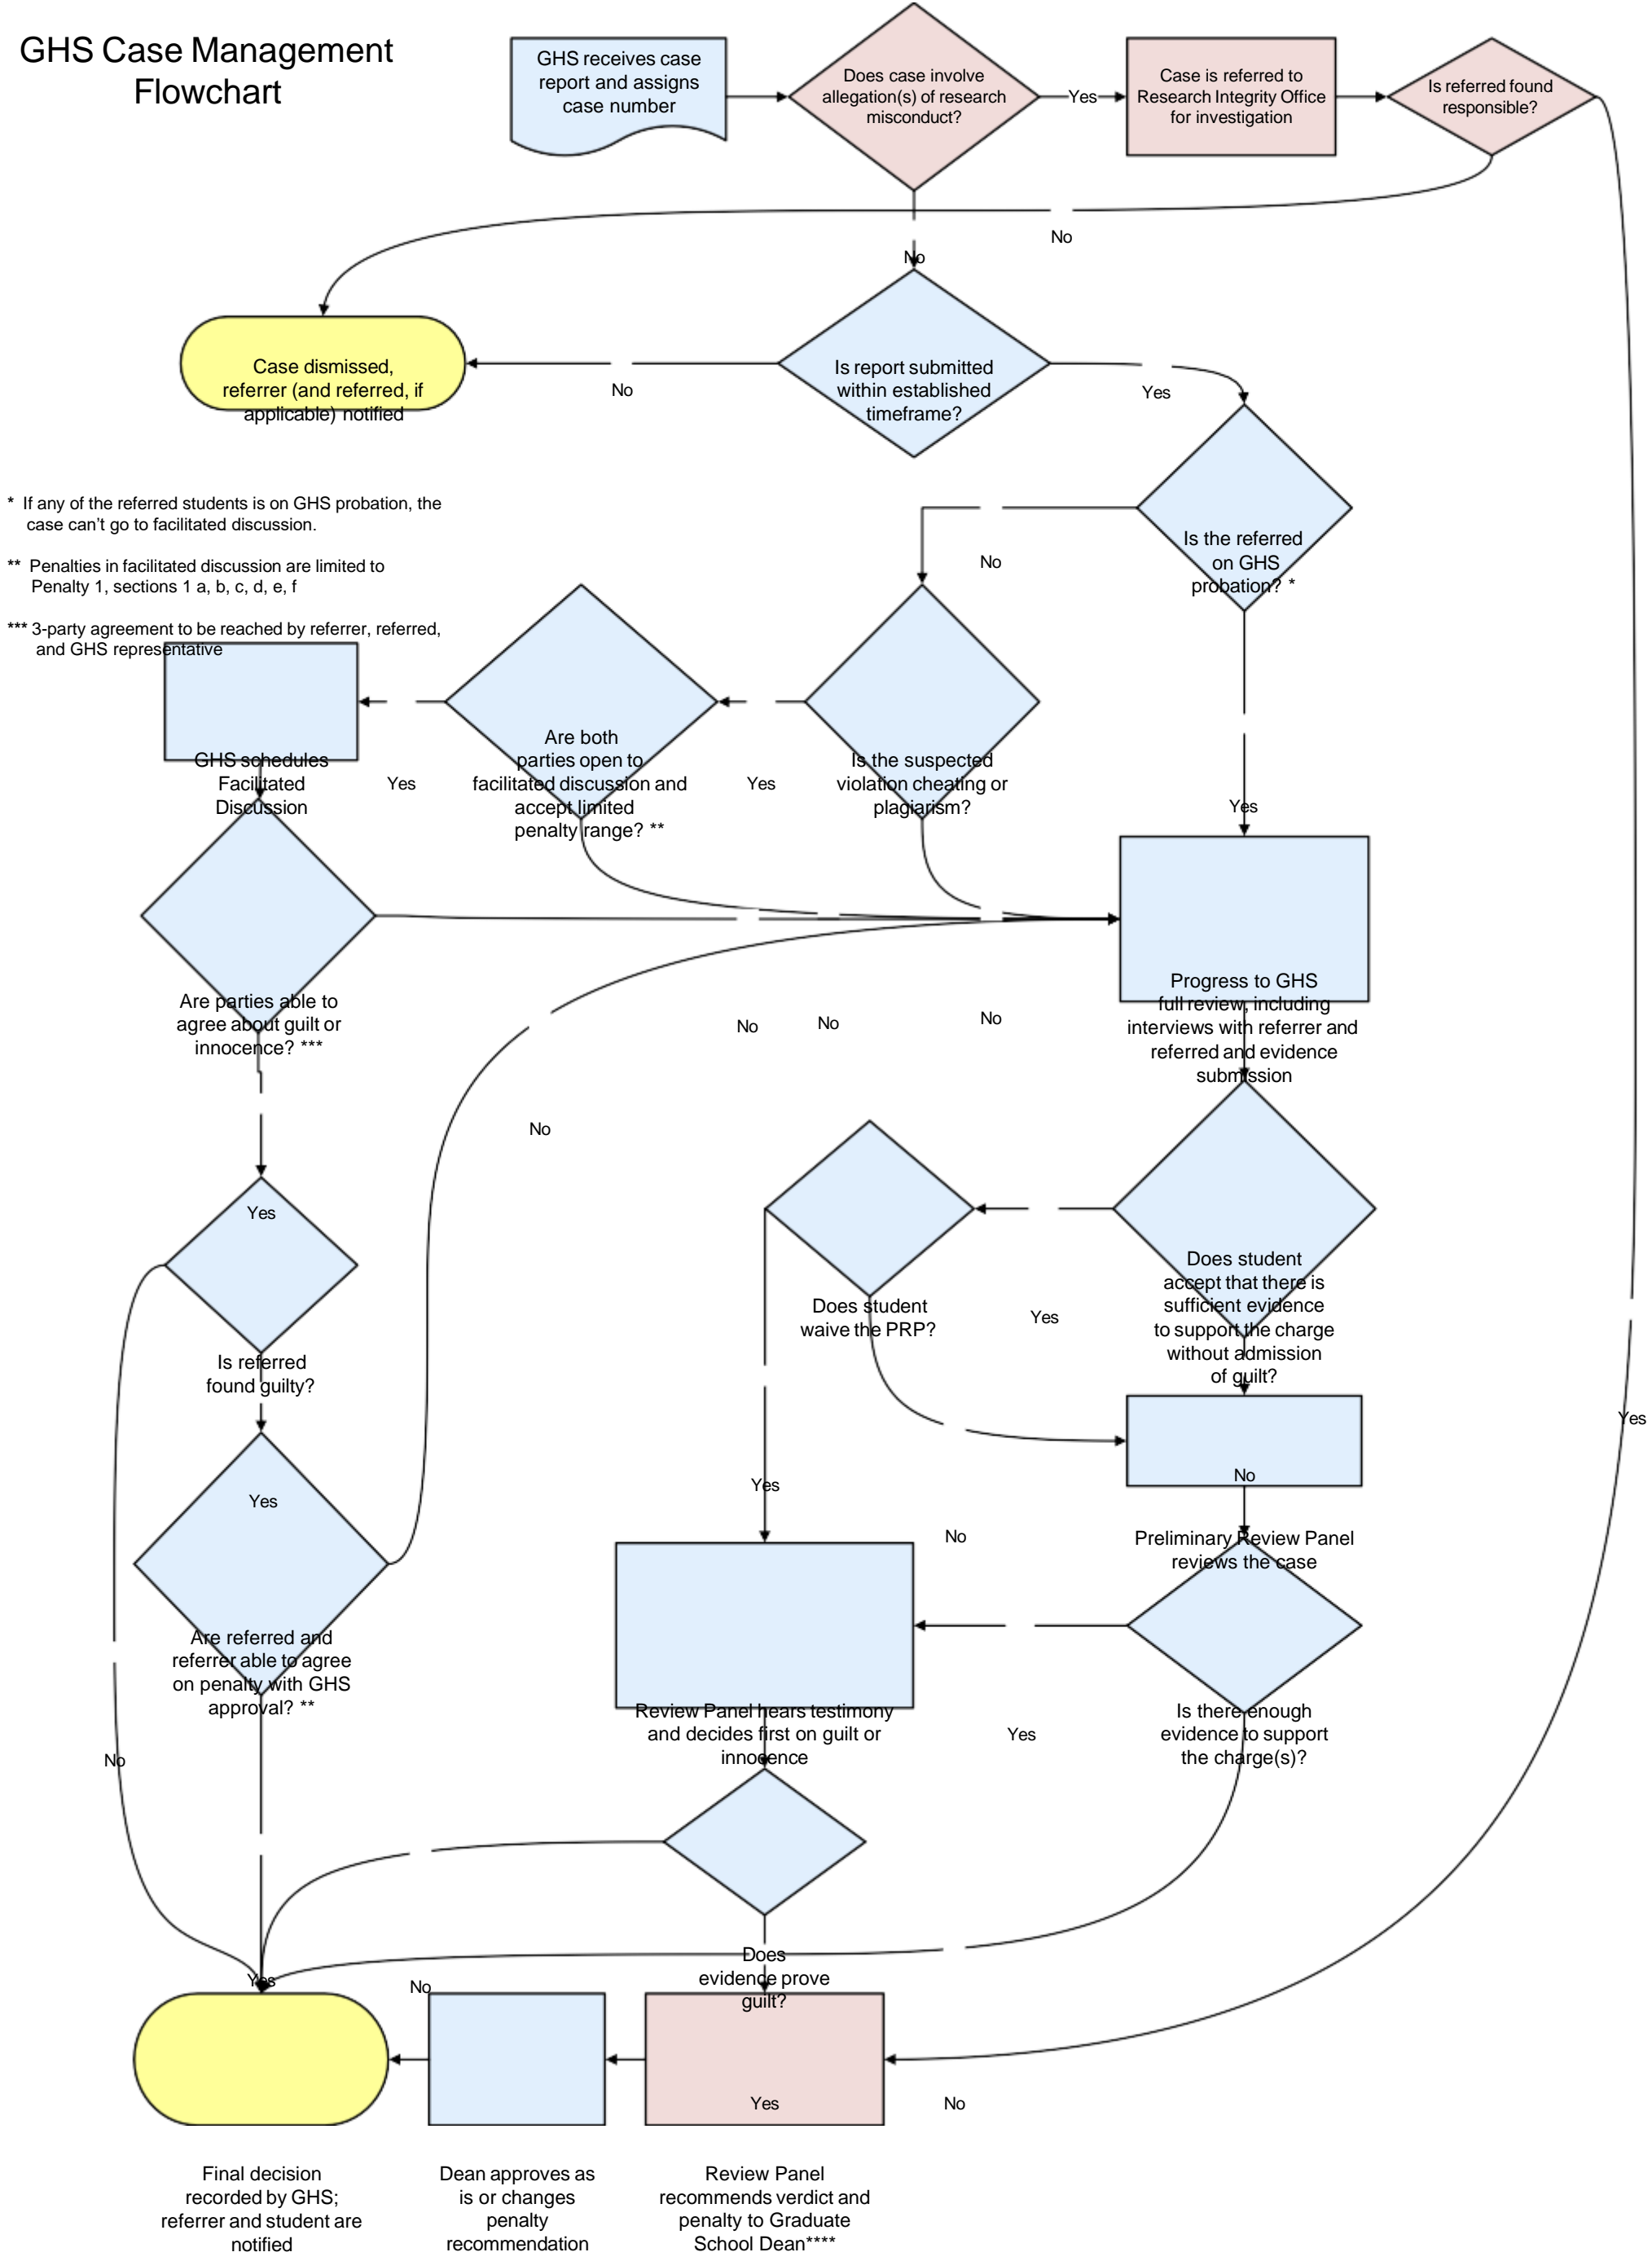 GHS Case Management
Flowchart
GHS receives case
report and assigns
case number
Does case involve
allegation(s) of research
misconduct?
Yes
Case is referred to
Research Integrity Office
for investigation
Is referred found
responsible?
No
No
Case dismissed,
referrer (and referred, if
applicable) notified
No
Is report submitted
within established
timeframe?
Yes
* If any of the referred students is on GHS probation, the
case can't go to facilitated discussion.
** Penalties in facilitated discussion are limited to
Penalty 1, sections 1 a, b, c, d, e, f
*** 3-party agreement to be reached by referrer, referred,
and GHS representative
No
Is the referred
on GHS
probation? *
GHS schedules
Facilitated
Discussion
Yes
Are both
parties open to
facilitated discussion and
accept limited
penalty range? **
Yes
Is the suspected
violation cheating or
plagiarism?
Yes
Are parties able to
agree about guilt or
innocence? ***
No
No
No
Progress to GHS
full review, including
interviews with referrer and
referred and evidence
submission
No
Yes
Does student
waive the PRP?
Yes
Does student
accept that there is
sufficient evidence
to support the charge
without admission
of guilt?
Is referred
found guilty?
Yes
Yes
Yes
No
No
Preliminary Review Panel
reviews the case
Are referred and
referrer able to agree
on penalty with GHS
approval? **
No
Review Panel hears testimony
and decides first on guilt or
innocence
Yes
Is there enough
evidence to support
the charge(s)?
Yes
No
Does
evidence prove
guilt?
Yes
No
Final decision
recorded by GHS;
referrer and student are
notified
Dean approves as
is or changes
penalty
recommendation
Review Panel
recommends verdict and
penalty to Graduate
School Dean****